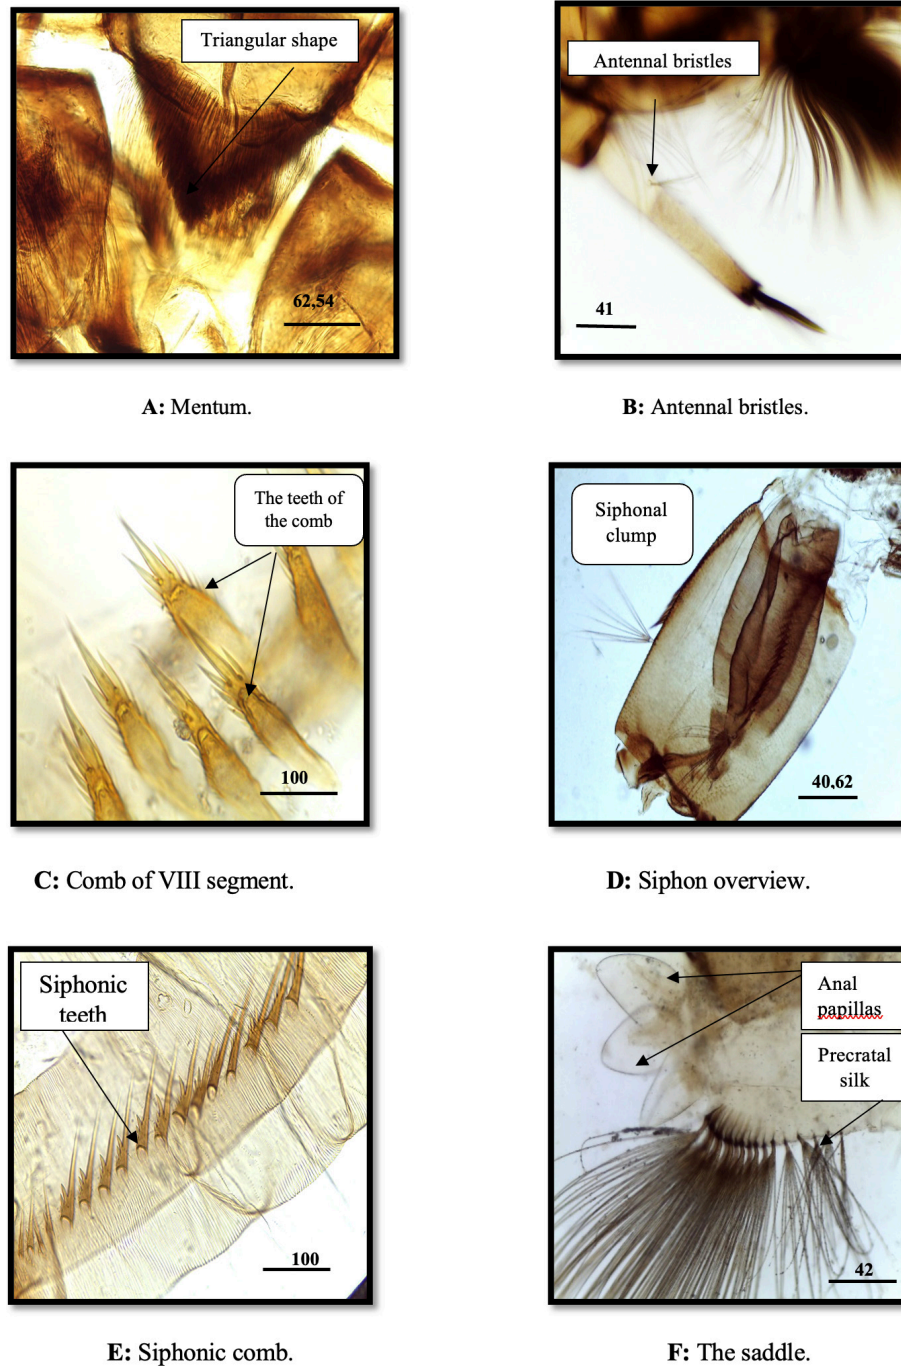 Triangular shape
62,54
A: Mentum.
Antennal bristles
41
B: Antennal bristles.
The teeth of
the comb
100
C: Comb of VIII segment.
Siphonal
clump
40,62
D: Siphon overview.
Siphonic
teeth
100
E: Siphonic comb.
Anal
papillas
Precratal
silk
42
F: The saddle.